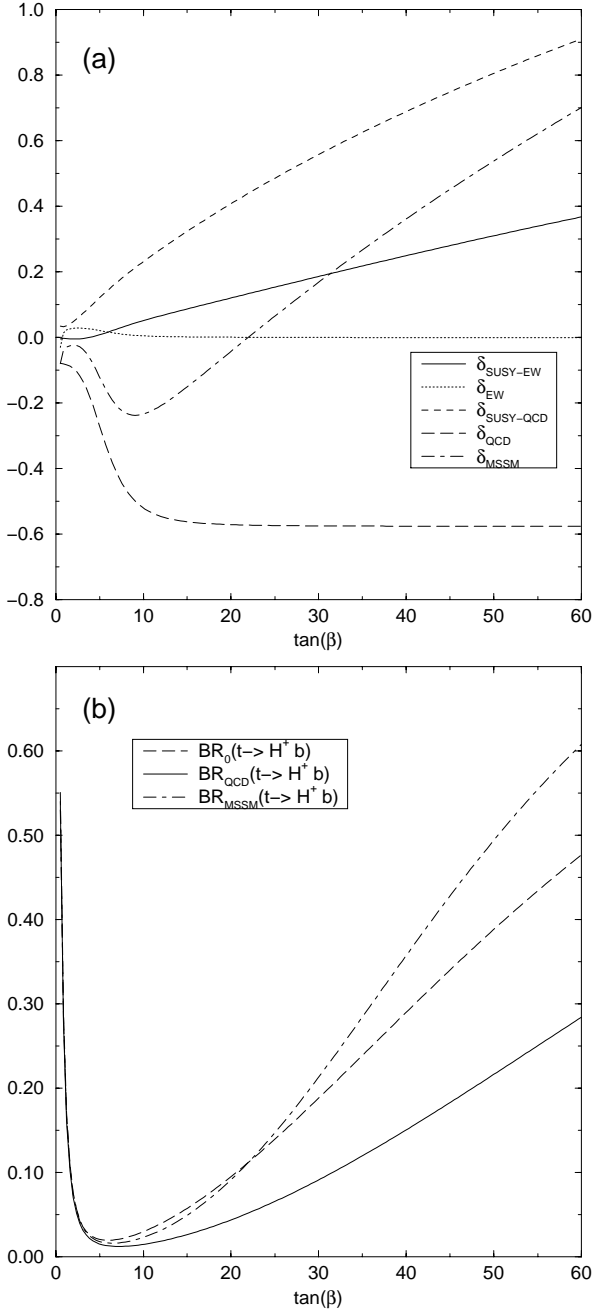 (a)
1.0
0.8
0.6
0.4
0.2
0.0
−0.2
−0.4
−0.6
−0.8
δSUSY−EW
δEW
δSUSY−QCD
δQCD
δMSSM
0 10 20 30 40 50 60
tan(β)
(b)
BR0(t−> H+ b)
BRQCD(t−> H+ b)
BRMSSM(t−> H+ b)
0.60
0.50
0.40
0.30
0.20
0.10
0.00
0 10 20 30 40 50 60
tan(β)